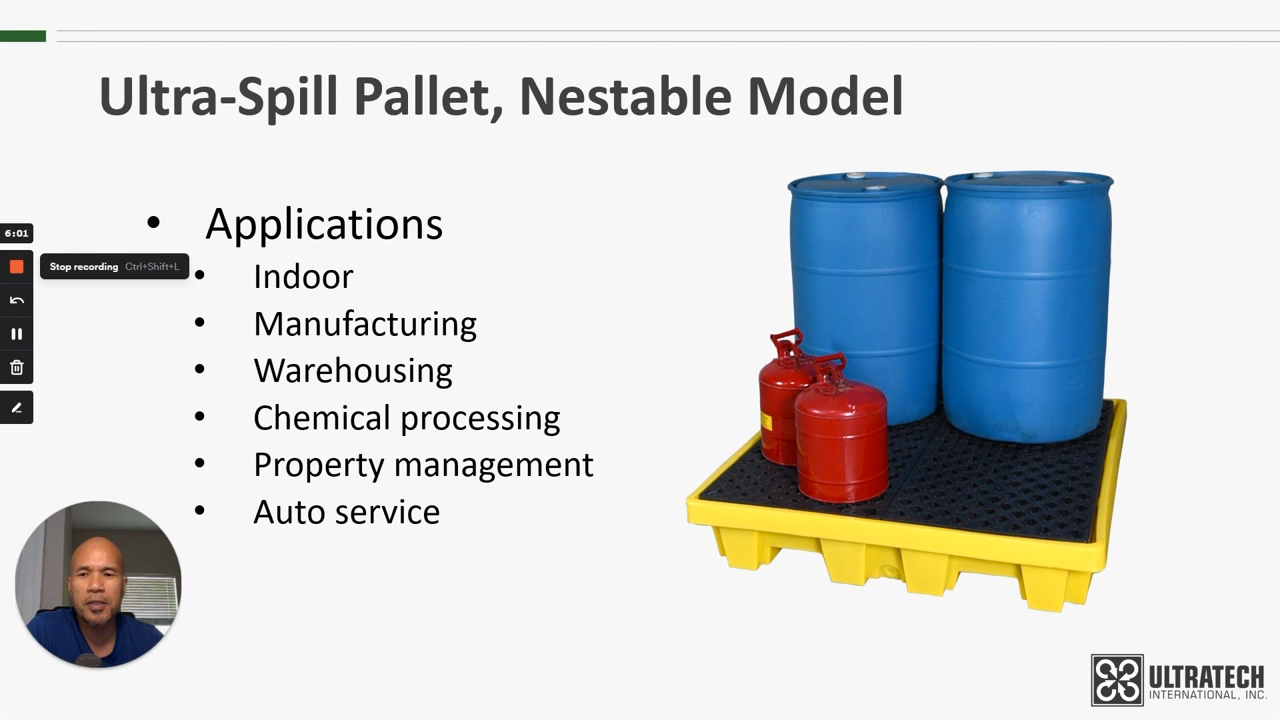 Ultra-Spill Pallet, Nestable Model
• Applications
6:01
Stop recording Ctrl+Shift+L
• Indoor
• Manufacturing
• Warehousing
• Chemical processing
• Property management
• Auto service
ULTRATECH
INTERNATIONAL, INC.